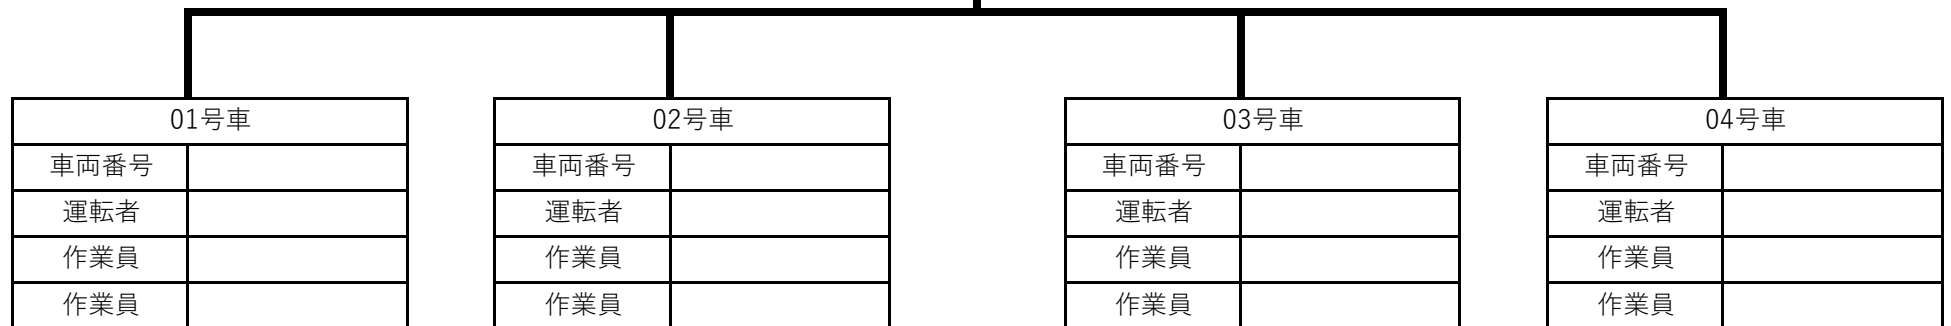 01号車 02号車 03号車 04号車
車両番号 車両番号 車両番号 車両番号
運転者 運転者 運転者 運転者
作業員 作業員 作業員 作業員
作業員 作業員 作業員 作業員